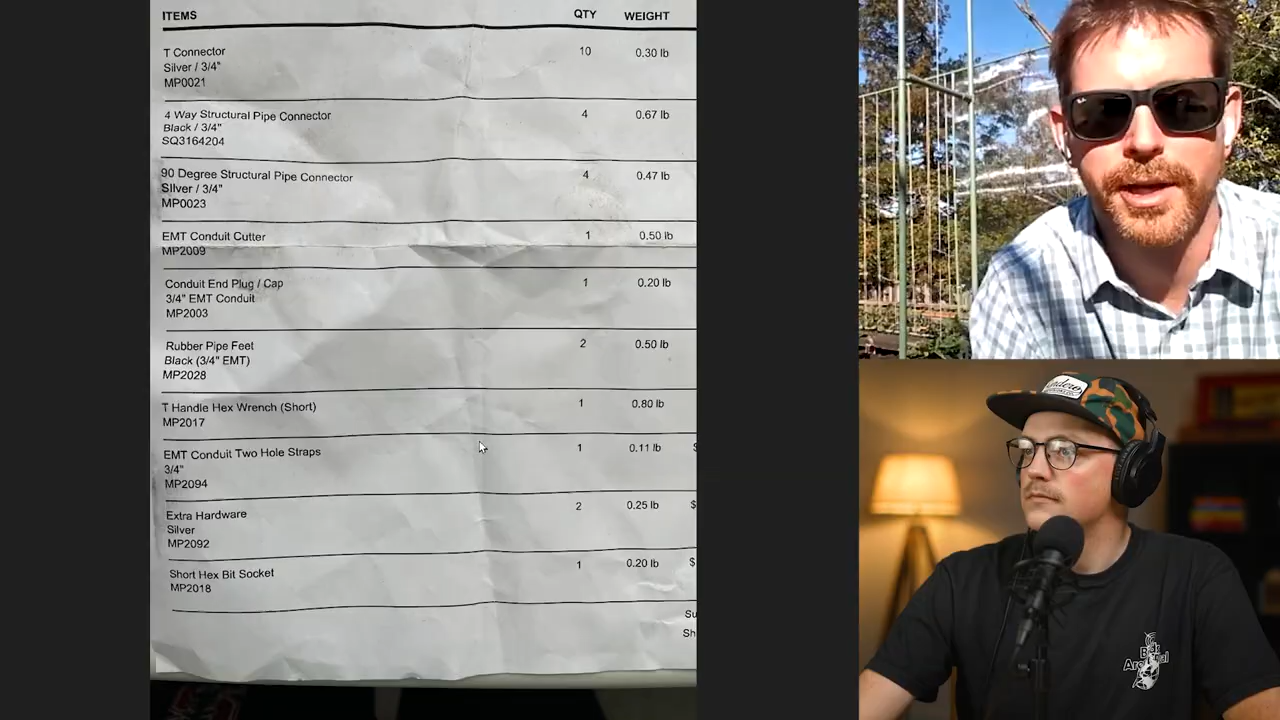 ITEMS QTY WEIGHT
T Connector 10 0.30 lb
Silver / 3/4"
MP0021
4 Way Structural Pipe Connector 4 0.67 lb
Black / 3/4"
SQ3164204
90 Degree Structural Pipe Connector 4 0.47 lb
SIlver / 3/4"
MP0023
EMT Conduit Cutter 1 0.50 lb
MP2009
Conduit End Plug / Cap 1 0.20 lb
3/4" EMT Conduit
MP2003
Rubber Pipe Feet 2 0.50 lb
Black (3/4" EMT)
MP2028
T Handle Hex Wrench (Short) 1 0.80 lb
MP2017
EMT Conduit Two Hole Straps 1 0.11 lb $
3/4"
MP2094
Extra Hardware 2 0.25 lb $
Silver
MP2092
Short Hex Bit Socket 1 0.20 lb $
MP2018
Su
Sh
Ray-Ban